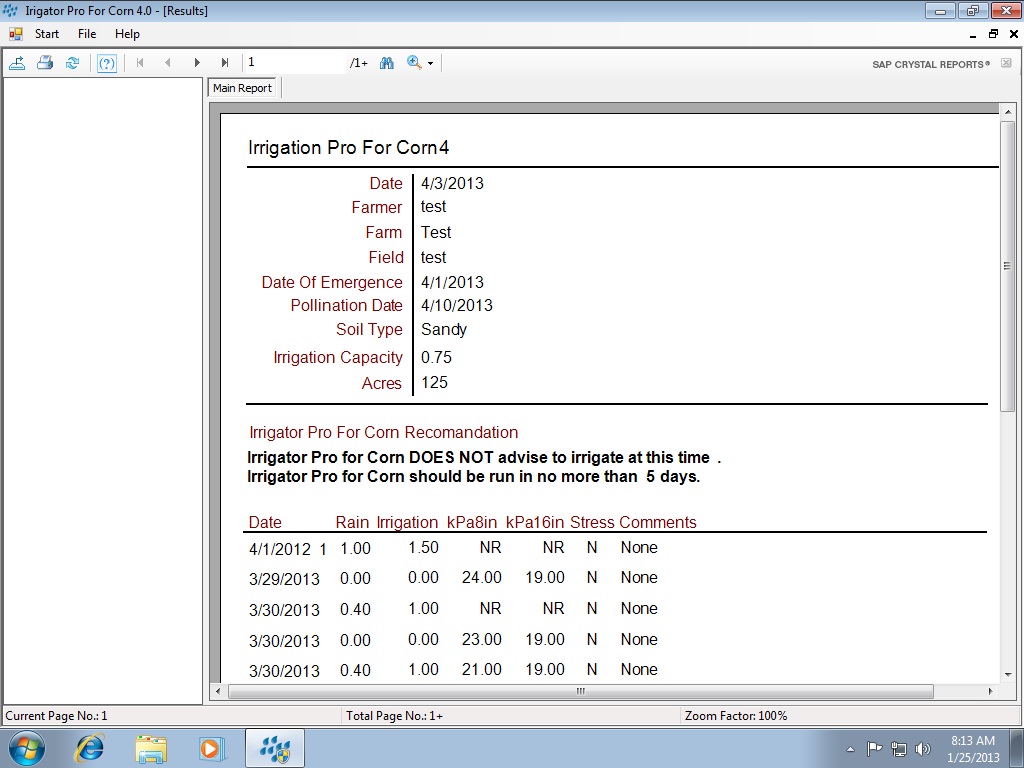 Irigator Pro For Corn 4.0 - [Results]
Start File Help
1 /1+ SAP CRYSTAL REPORTS®
Main Report
Irrigation Pro For Corn4
Date 4/3/2013
Farmer test
Farm Test
Field test
Date Of Emergence 4/1/2013
Pollination Date 4/10/2013
Soil Type Sandy
Irrigation Capacity 0.75
Acres 125
Irrigator Pro For Corn Recomandation
Irrigator Pro for Corn DOES NOT advise to irrigate at this time .
Irrigator Pro for Corn should be run in no more than 5 days.
Date Rain Irrigation kPa8in kPa16in Stress Comments
4/1/2012 1 1.00 1.50 NR NR N None
3/29/2013 0.00 0.00 24.00 19.00 N None
3/30/2013 0.40 1.00 NR NR N None
3/30/2013 0.00 0.00 23.00 19.00 N None
3/30/2013 0.40 1.00 21.00 19.00 N None
Current Page No.: 1 Total Page No.: 1+ Zoom Factor: 100%
8:13 AM
1/25/2013